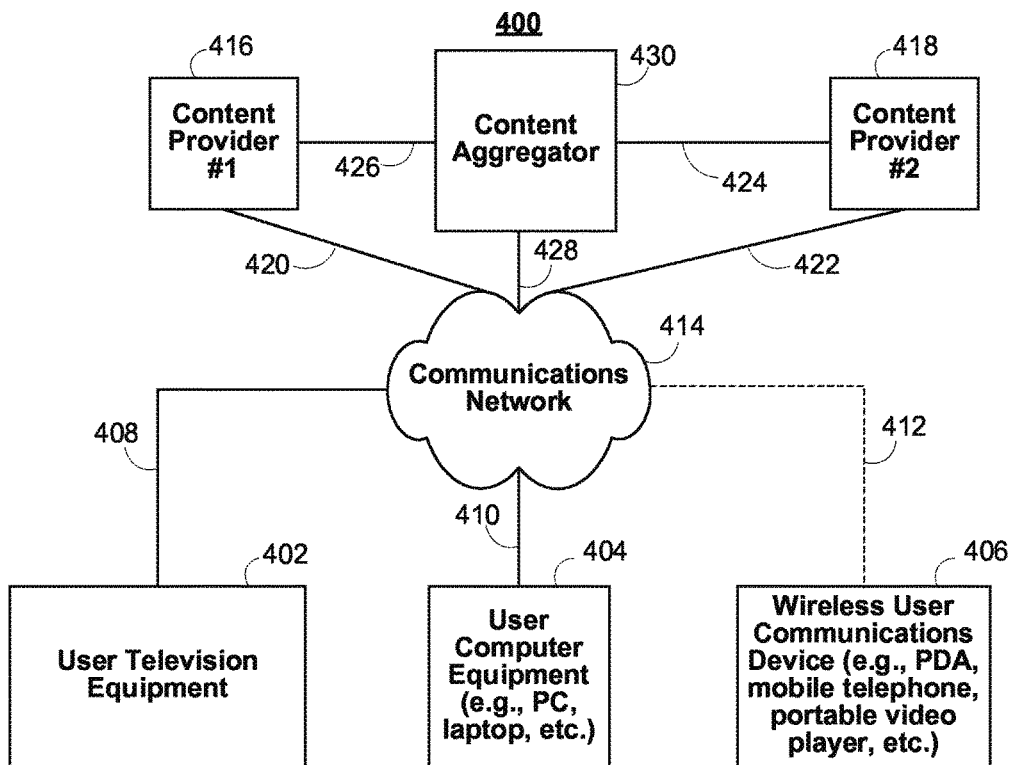 400
416
430
418
Content
Provider
#1
Content
Aggregator
Content
Provider
#2
426
424
420
428
422
414
Communications
Network
408
412
410
402
404
406
User Television
Equipment
User
Computer
Equipment
(e.g., PC,
laptop, etc.)
Wireless User
Communications
Device (e.g., PDA,
mobile telephone,
portable video
player, etc.)